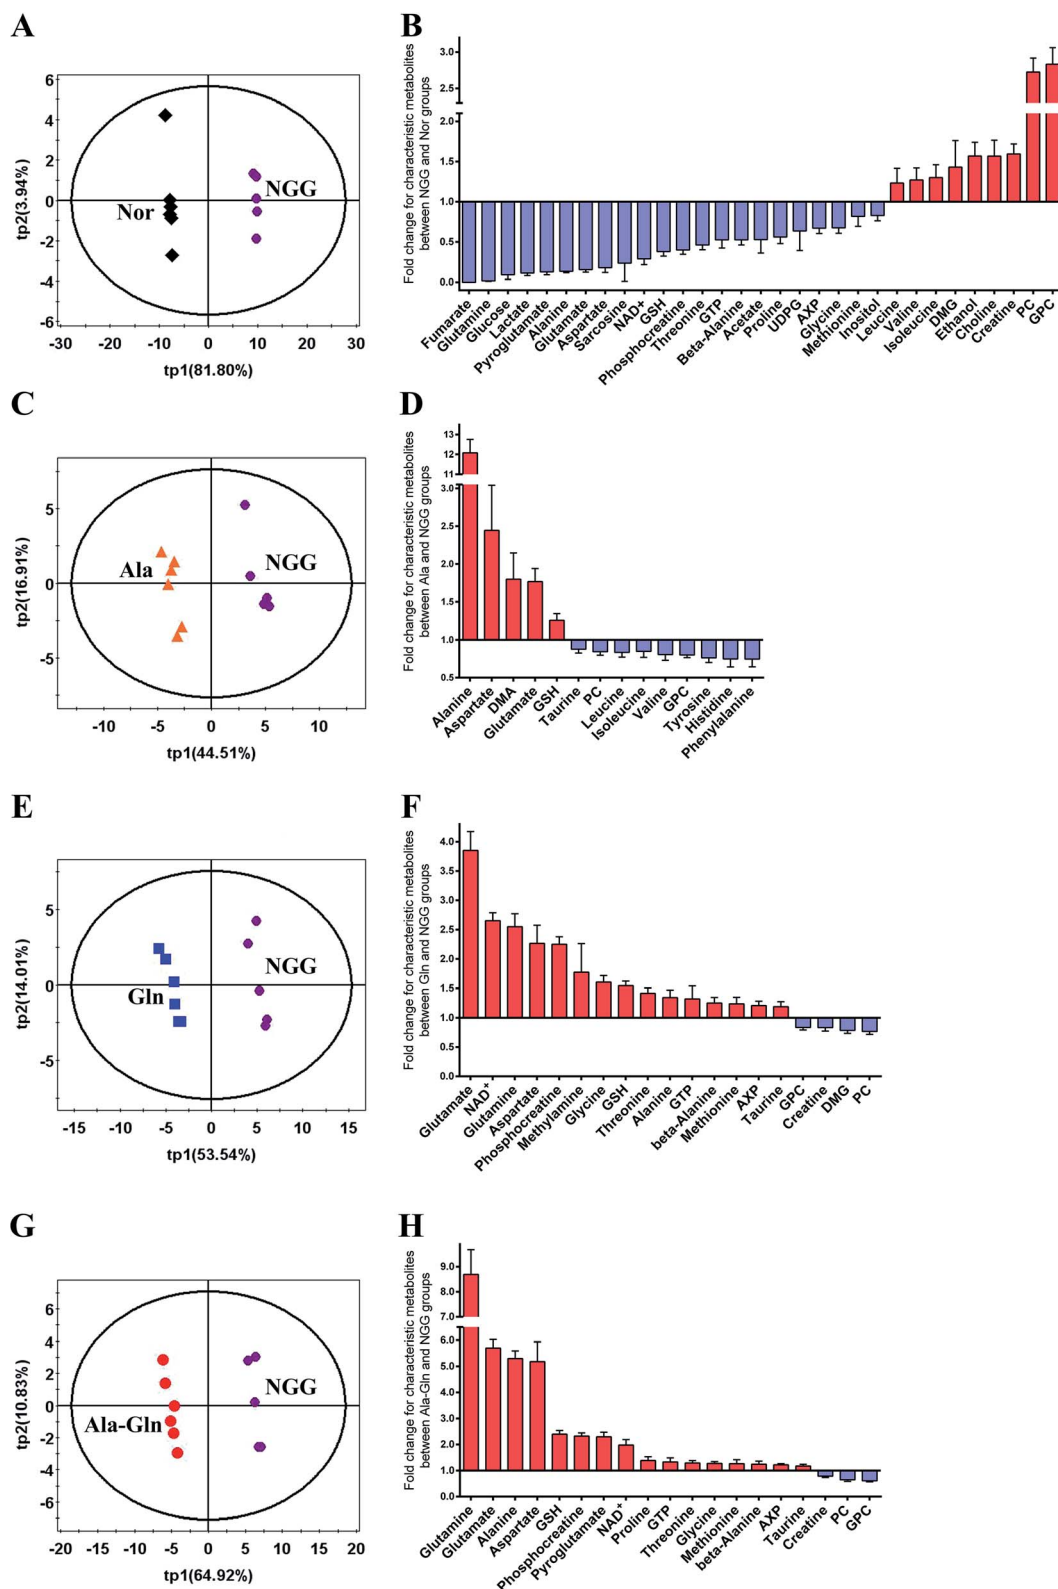 A
6
4
2
0
-2
-4
-6
tp2(3.94%)
Nor
NGG
-30 -20 -10 0 10 20 30
tp1(81.80%)
B
Fold change for characteristic metabolites
between NGG and Nor groups
3.0
2.5
2.0
1.5
1.0
0.5
0.0
Fumarate
Glutamine
Glucose
Lactate
Pyroglutamate
Alanine
Glutamate
Aspartate
Sarcosine
NAD+
GSH
Phosphocreatine
Threonine
GTP
Beta-Alanine
Acetate
Proline
UDPG
AXP
Glycine
Methionine
Inositol
Leucine
Valine
Isoleucine
DMG
Ethanol
Choline
Creatine
PC
GPC
C
5
0
-5
tp2(16.91%)
Ala
NGG
-10 -5 0 5 10
tp1(44.51%)
D
Fold change for characteristic metabolites
between Ala and NGG groups
13
12
11
3.0
2.5
2.0
1.5
1.0
0.5
Alanine
Aspartate
DMA
Glutamate
GSH
Taurine
PC
Leucine
Isoleucine
Valine
GPC
Tyrosine
Histidine
Phenylalanine
E
5
0
-5
tp2(14.01%)
Gln
NGG
-15 -10 -5 0 5 10 15
tp1(53.54%)
F
Fold change for characteristic metabolites
between Gln and NGG groups
4.0
3.5
3.0
2.5
2.0
1.5
1.0
0.5
0.0
Glutamate
NAD+
Glutamine
Aspartate
Phosphocreatine
Methylamine
Glycine
GSH
Threonine
Alanine
GTP
beta-Alanine
Methionine
AXP
Taurine
GPC
Creatine
DMG
PC
G
6
4
2
0
-2
-4
-6
tp2(10.83%)
Ala-Gln
NGG
-20 -15 -10 -5 0 5 10 15 20
tp1(64.92%)
H
Fold change for characteristic metabolites
between Ala-Gln and NGG groups
9.0
8.0
7.0
6.0
5.0
4.0
3.0
2.0
1.0
0.0
Glutamine
Glutamate
Alanine
Aspartate
GSH
Phosphocreatine
Pyroglutamate
NAD+
Proline
GTP
Threonine
Glycine
Methionine
beta-Alanine
AXP
Taurine
Creatine
PC
GPC